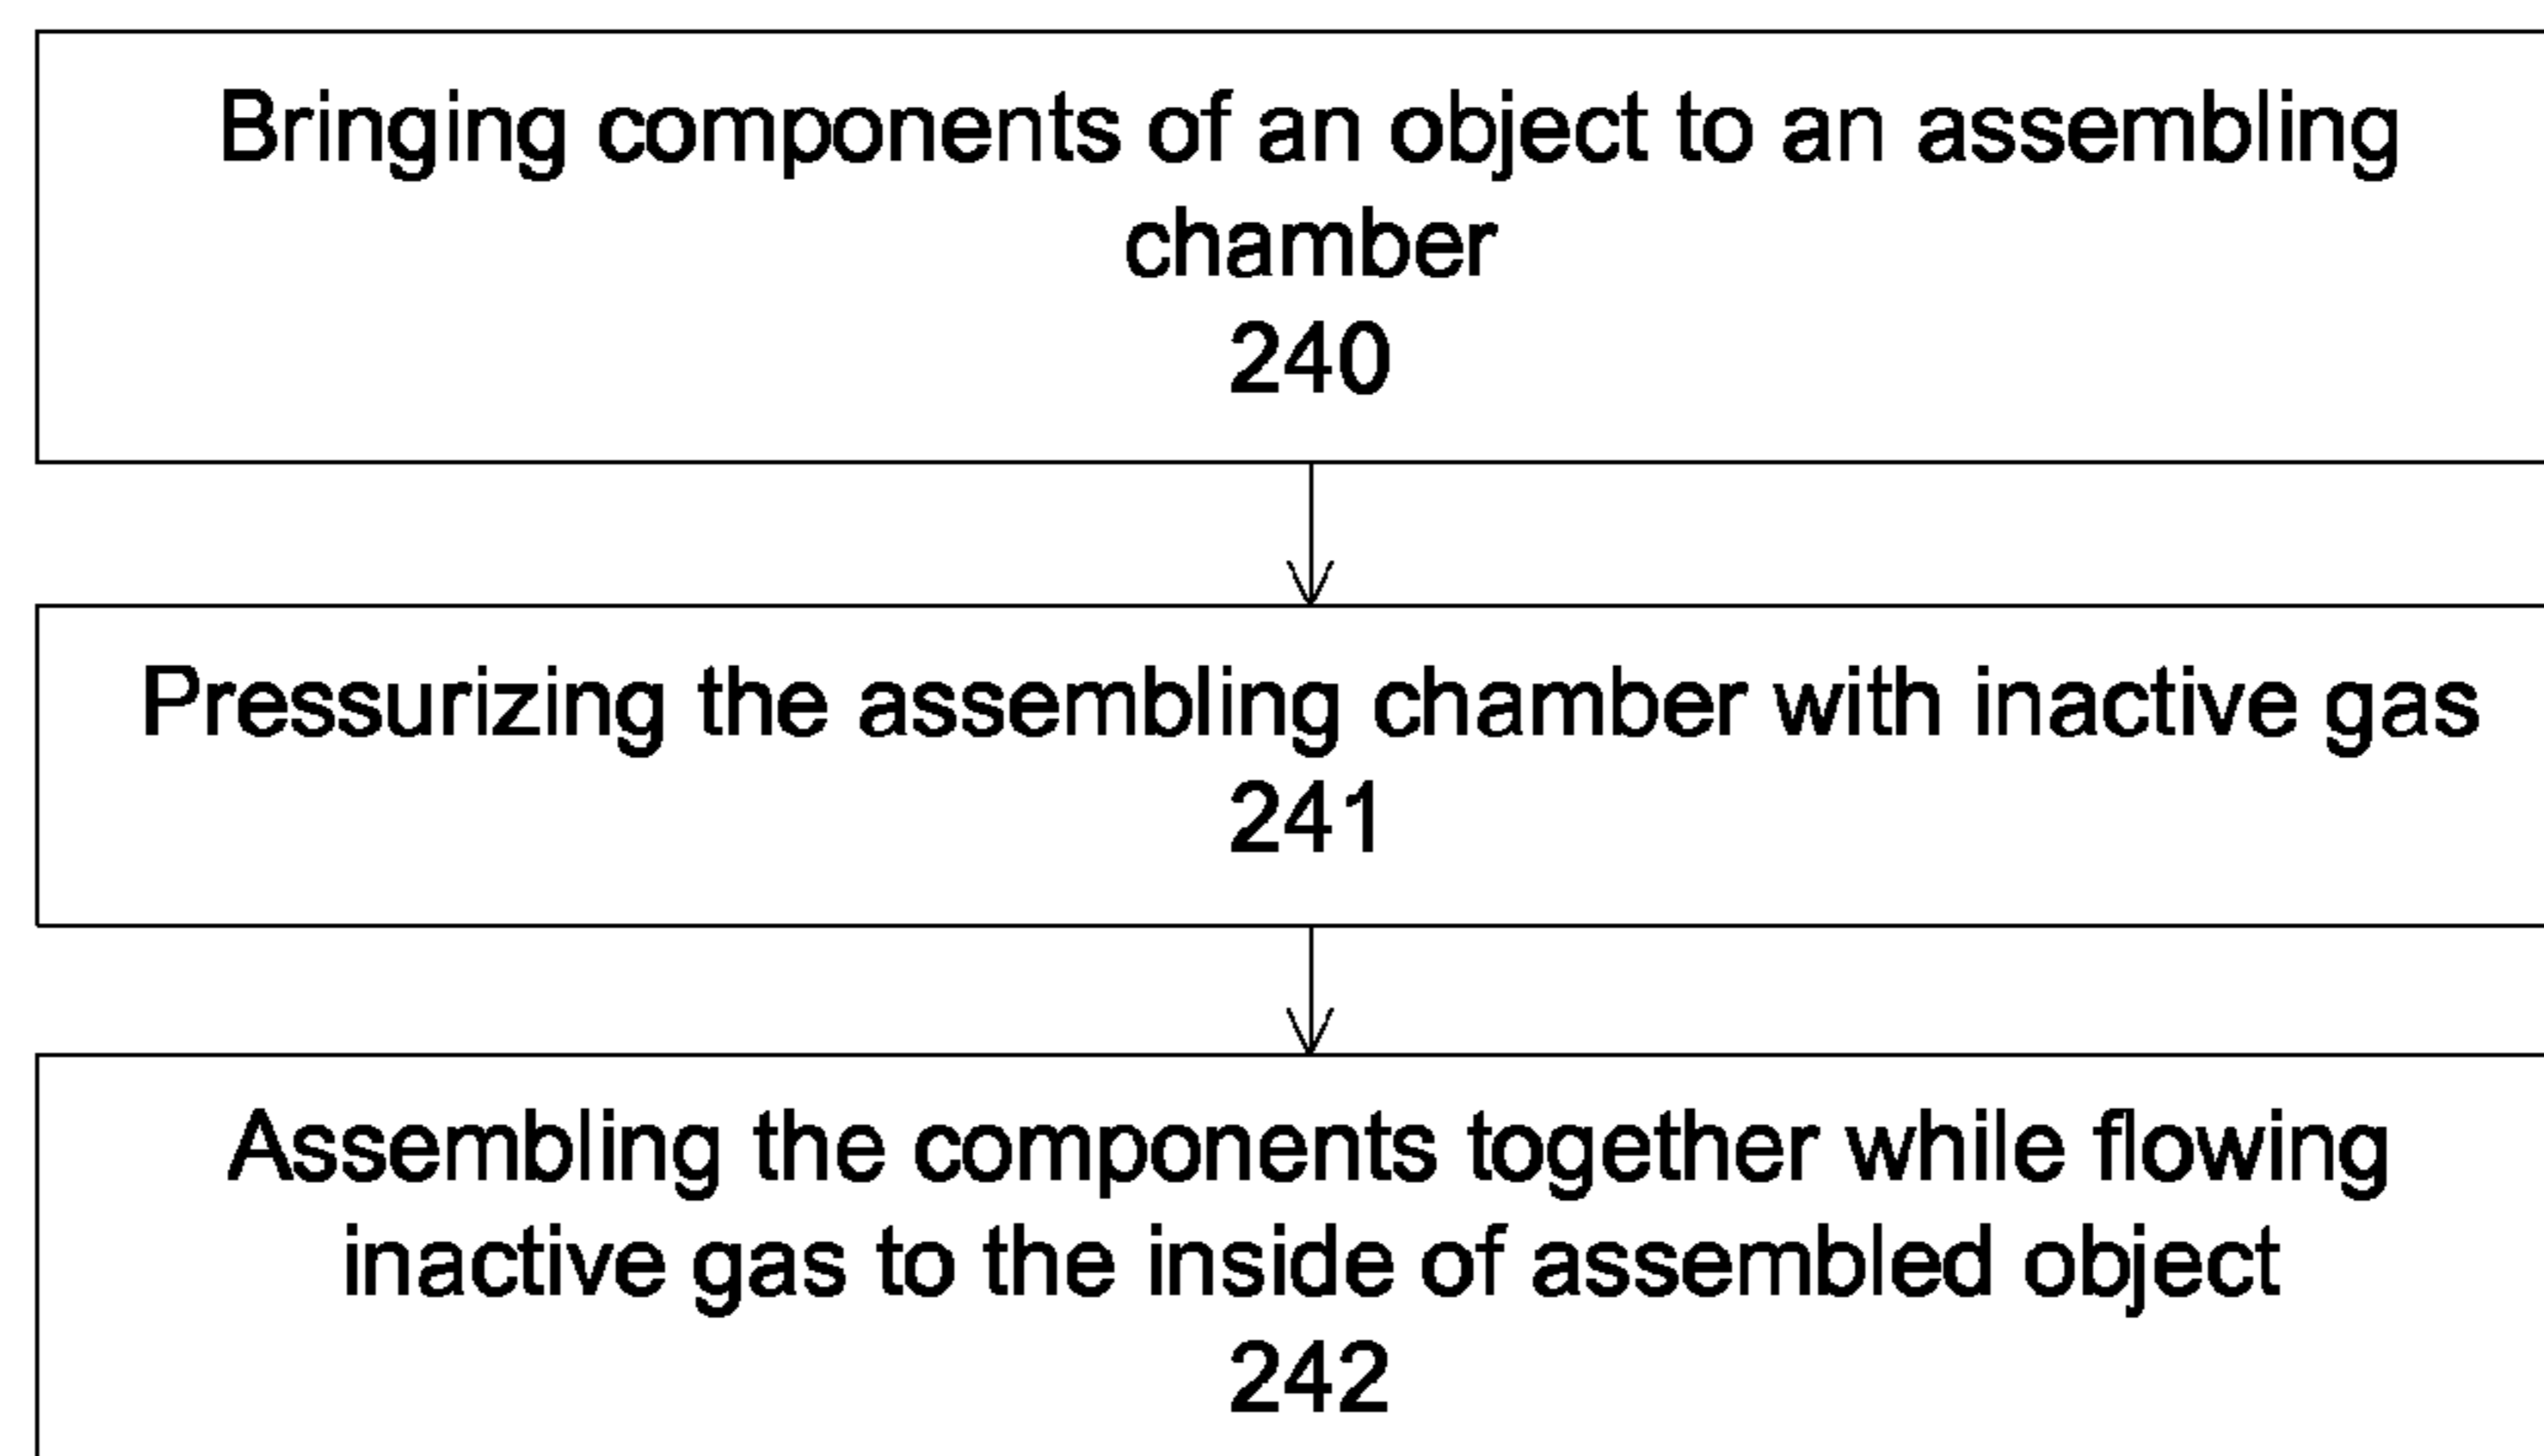 Bringing components of an object to an assembling
chamber
240
Pressurizing the assembling chamber with inactive gas
241
Assembling the components together while flowing
inactive gas to the inside of assembled object
242